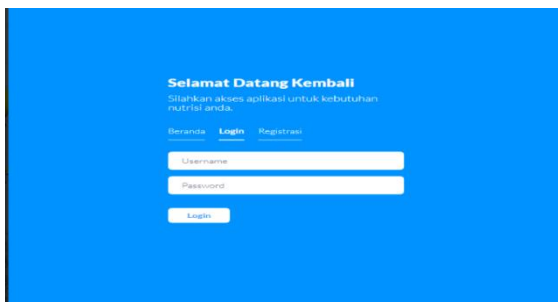 Selamat Datang Kembali
Silahkan akses aplikasi untuk kebutuhan
nutrisi anda.
Beranda Login Registrasi
Username
Password
Login